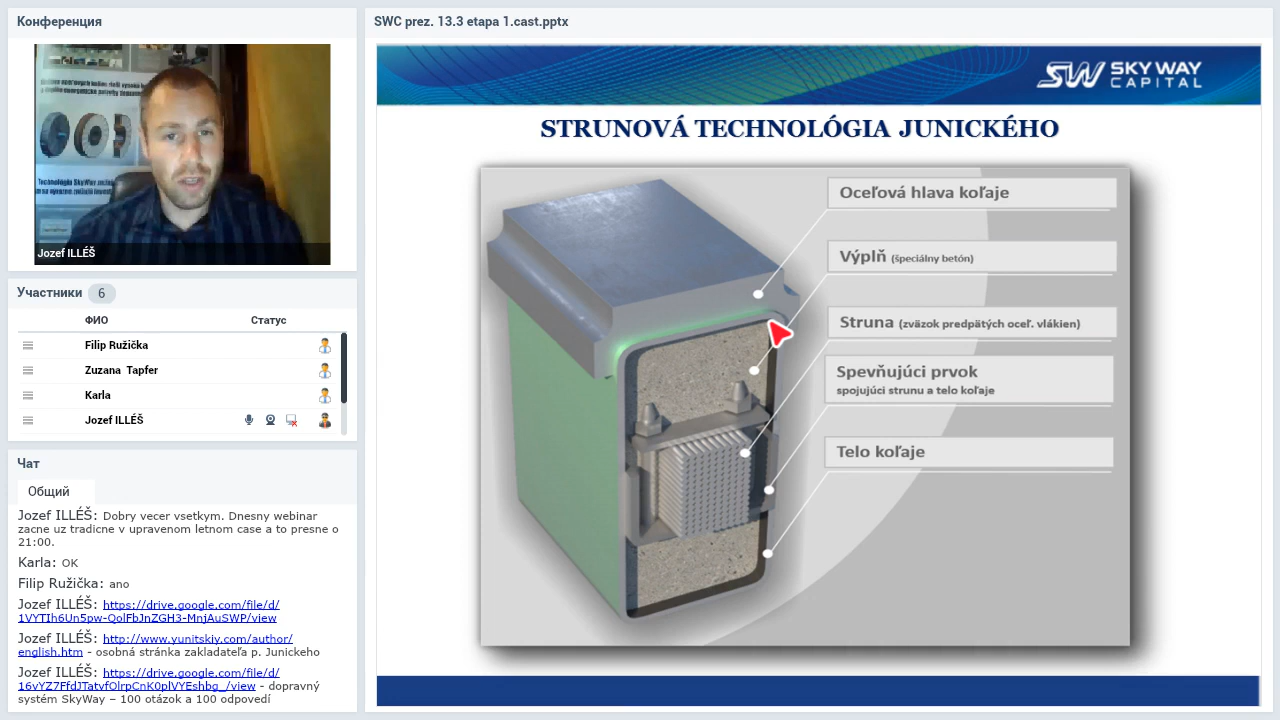 Конференция
Jozef ILLÉŠ
Участники 6
ФИО Статус
Filip Ružička
Zuzana Tapfer
Karla
Jozef ILLÉŠ
Чат
Общий
Jozef ILLÉŠ: Dobry vecer vsetkym. Dnesny webinar
zacne uz tradicne v upravenom letnom case a to presne o
21:00.
Karla: OK
Filip Ružička: ano
Jozef ILLÉŠ: https://drive.google.com/file/d/
1VYTIh6Un5pw-QolFbJnZGH3-MnjAuSWP/view
Jozef ILLÉŠ: http://www.yunitskiy.com/author/
english.htm - osobná stránka zakladateľa p. Junickeho
Jozef ILLÉŠ: https://drive.google.com/file/d/
16vYZ7FfdJTatvfOlrpCnK0plVYEshbg_/view - dopravný
systém SkyWay – 100 otázok a 100 odpovedí
SWC prez. 13.3 etapa 1.cast.pptx
SW SKY WAY
CAPITAL
STRUNOVÁ TECHNOLÓGIA JUNICKÉHO
Oceľová hlava koľaje
Výplň (špeciálny betón)
Struna (zväzok predpätých oceľ. vlákien)
Spevňujúci prvok
spojujúci strunu a telo koľaje
Telo koľaje